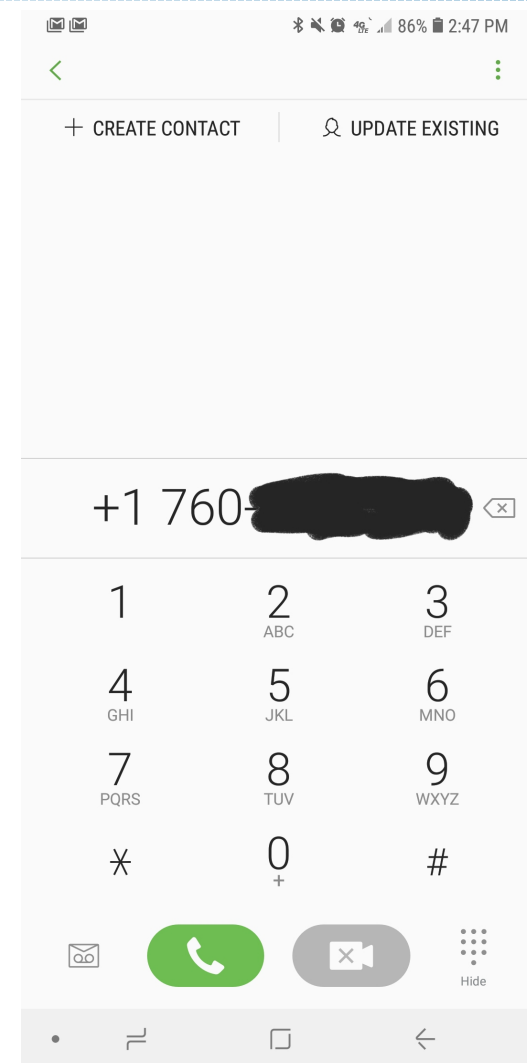 86% 2:47 PM
+ CREATE CONTACT UPDATE EXISTING
+1 760-
1 2 3
ABC DEF
4 5 6
GHI JKL MNO
7 8 9
PQRS TUV WXYZ
* 0 #
+
Hide